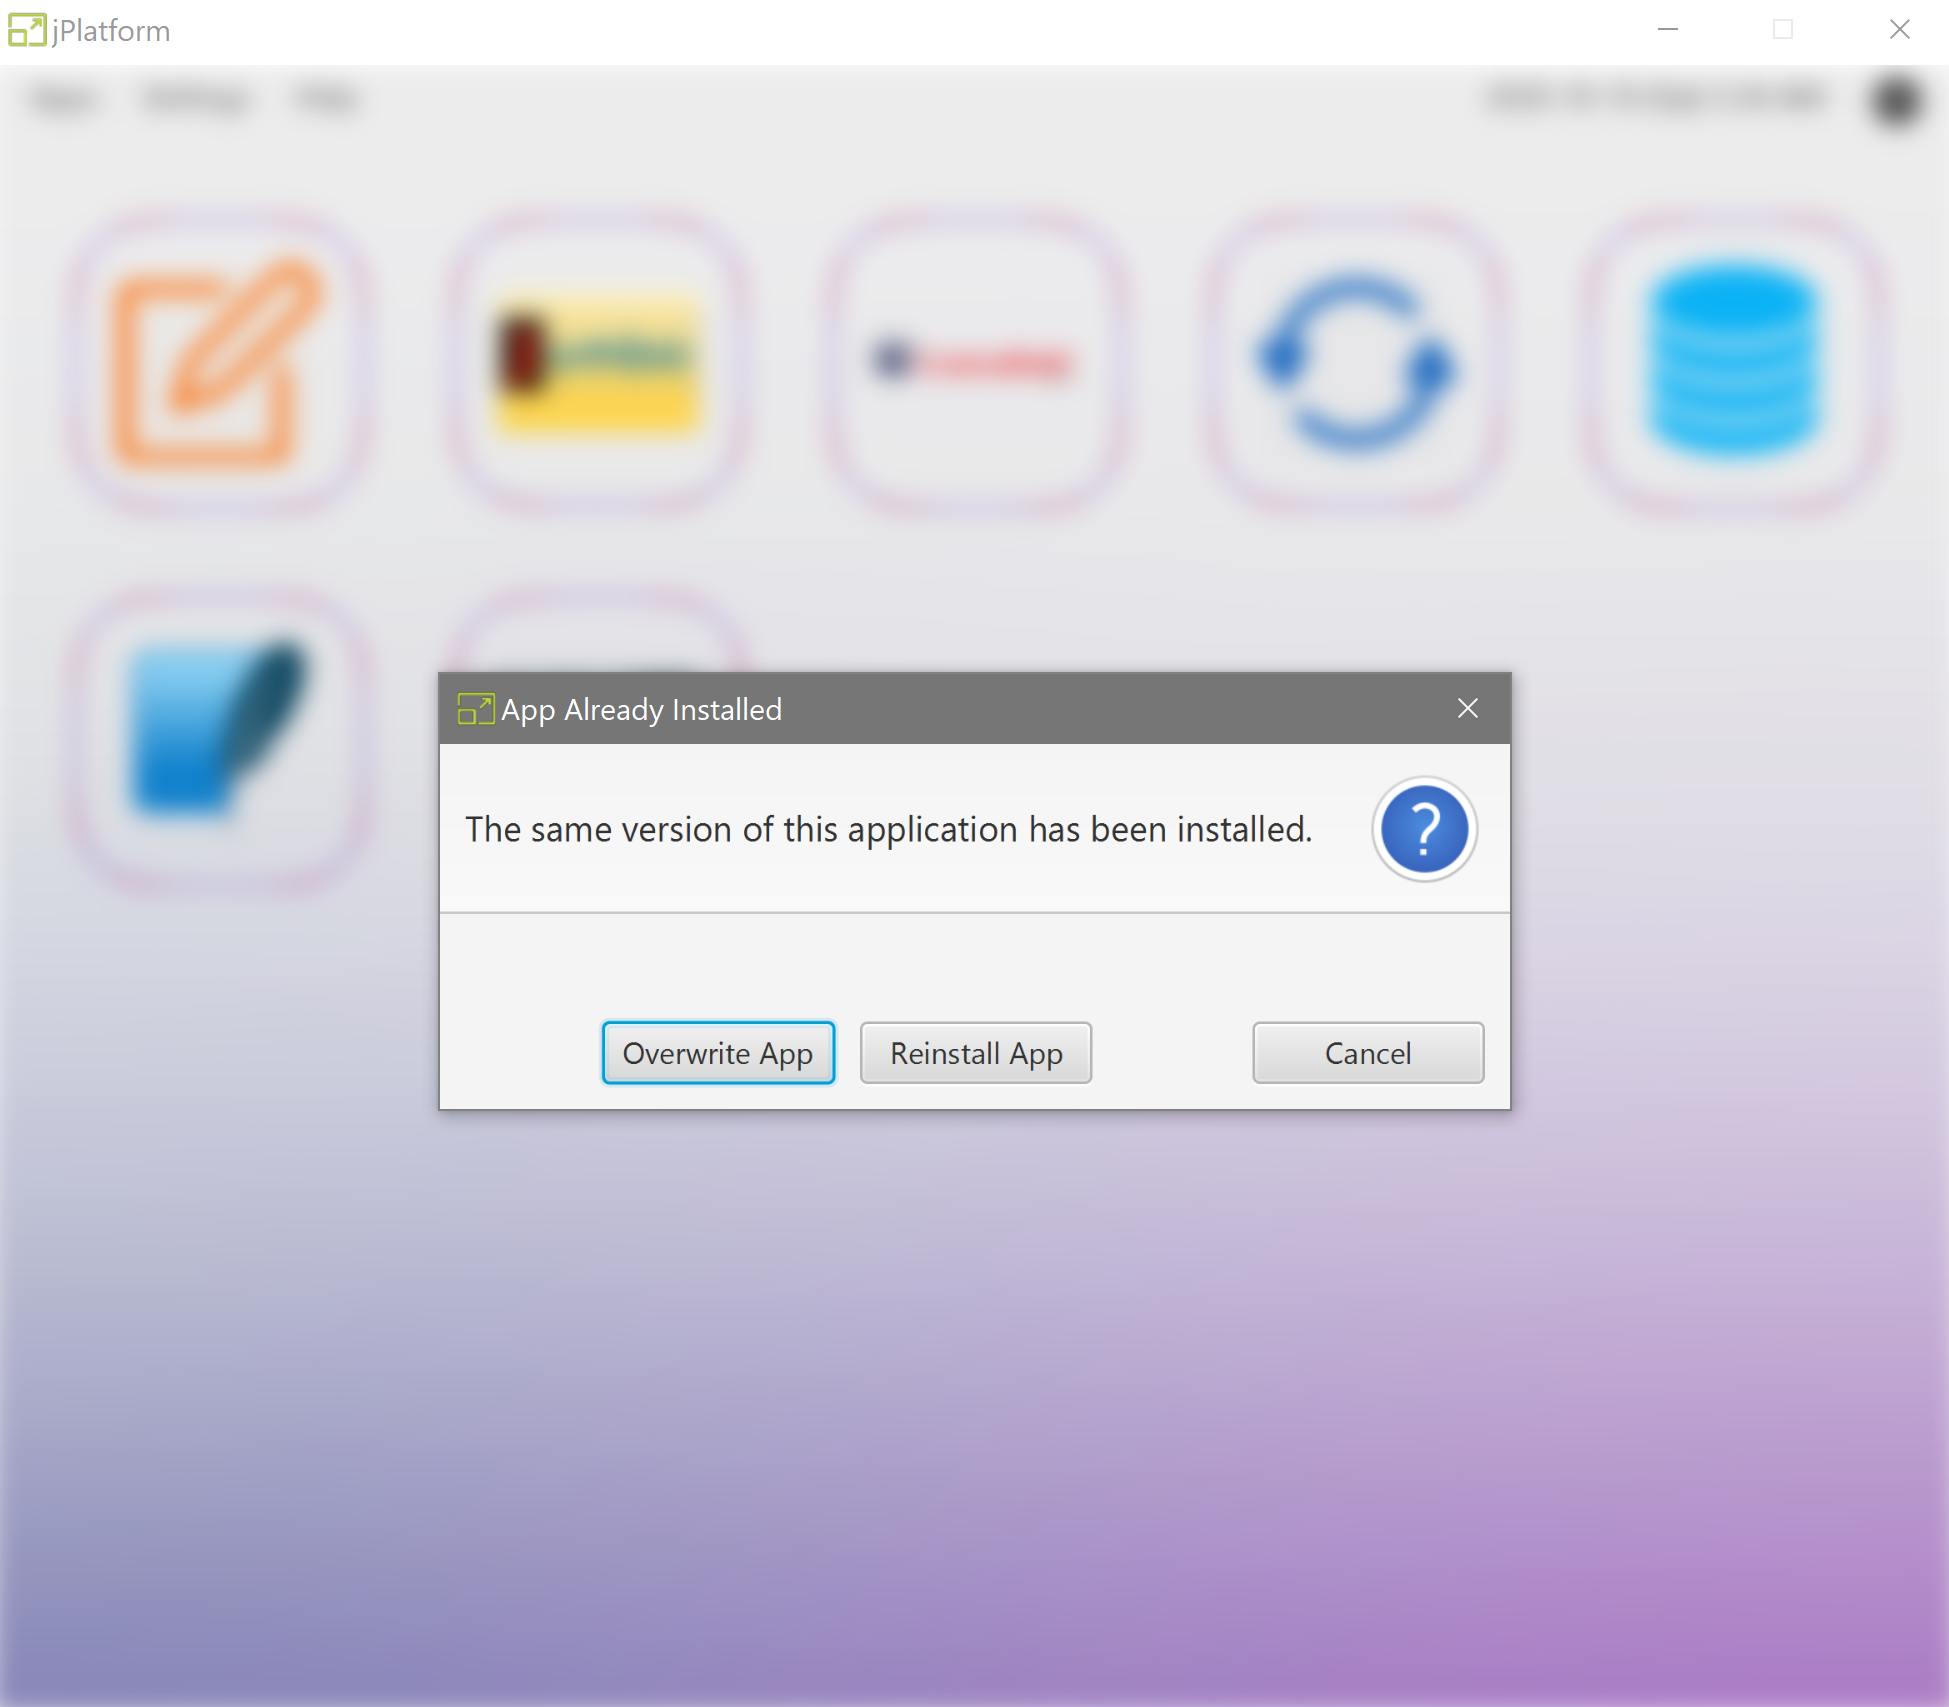 jPlatform
App Already Installed
The same version of this application has been installed.
?
Overwrite App
Reinstall App
Cancel